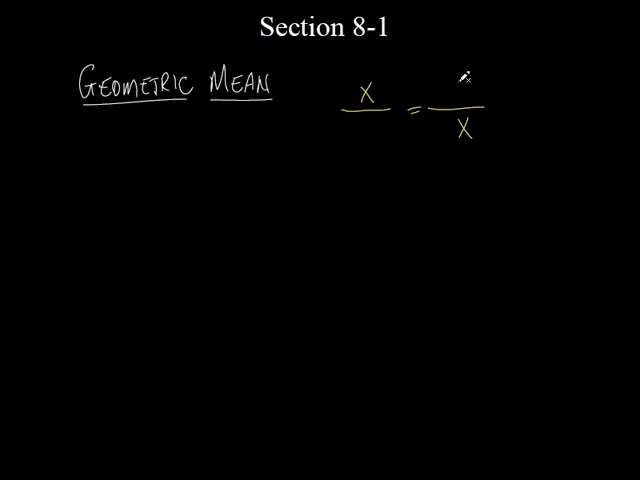 Section 8-1
GEOMETRIC MEAN
X
=
X